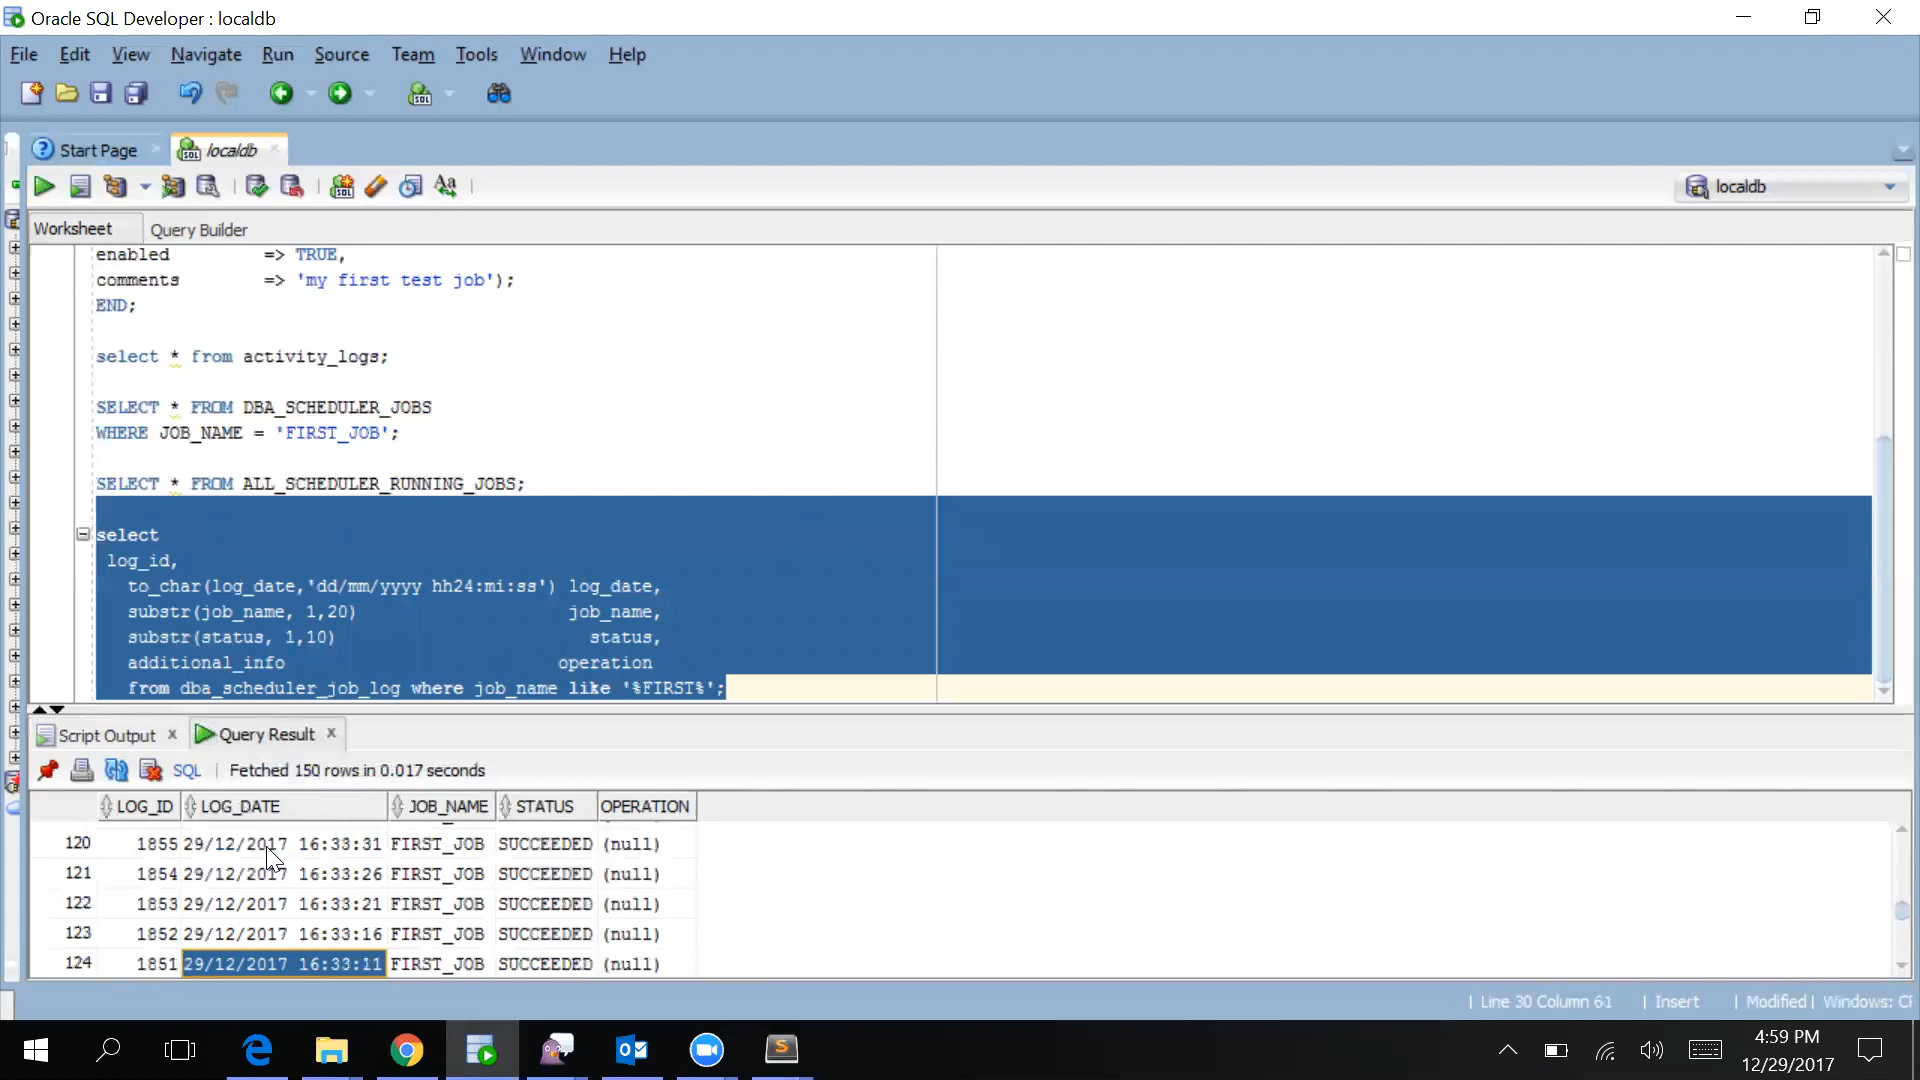 Oracle SQL Developer : localdb
File Edit View Navigate Run Source Team Tools Window Help
SQL
? Start Page localdb
localdb
Worksheet Query Builder
enabled => TRUE,
comments => 'my first test job');
END;
select * from activity_logs;
SELECT * FROM DBA_SCHEDULER_JOBS
WHERE JOB_NAME = 'FIRST_JOB';
SELECT * FROM ALL_SCHEDULER_RUNNING_JOBS;
select
log_id,
to_char(log_date,'dd/mm/yyyy hh24:mi:ss') log_date,
substr(job_name, 1,20) job_name,
substr(status, 1,10) status,
additional_info operation
from dba_scheduler_job_log where job_name like '%FIRST%';
Script Output x Query Result x
SQL | Fetched 150 rows in 0.017 seconds
LOG_ID LOG_DATE JOB_NAME STATUS OPERATION
120 1855 29/12/2017 16:33:31 FIRST_JOB SUCCEEDED (null)
121 1854 29/12/2017 16:33:26 FIRST_JOB SUCCEEDED (null)
122 1853 29/12/2017 16:33:21 FIRST_JOB SUCCEEDED (null)
123 1852 29/12/2017 16:33:16 FIRST_JOB SUCCEEDED (null)
124 1851 29/12/2017 16:33:11 FIRST_JOB SUCCEEDED (null)
| Line 30 Column 61 | Insert | Modified | Windows: CF
4:59 PM
12/29/2017